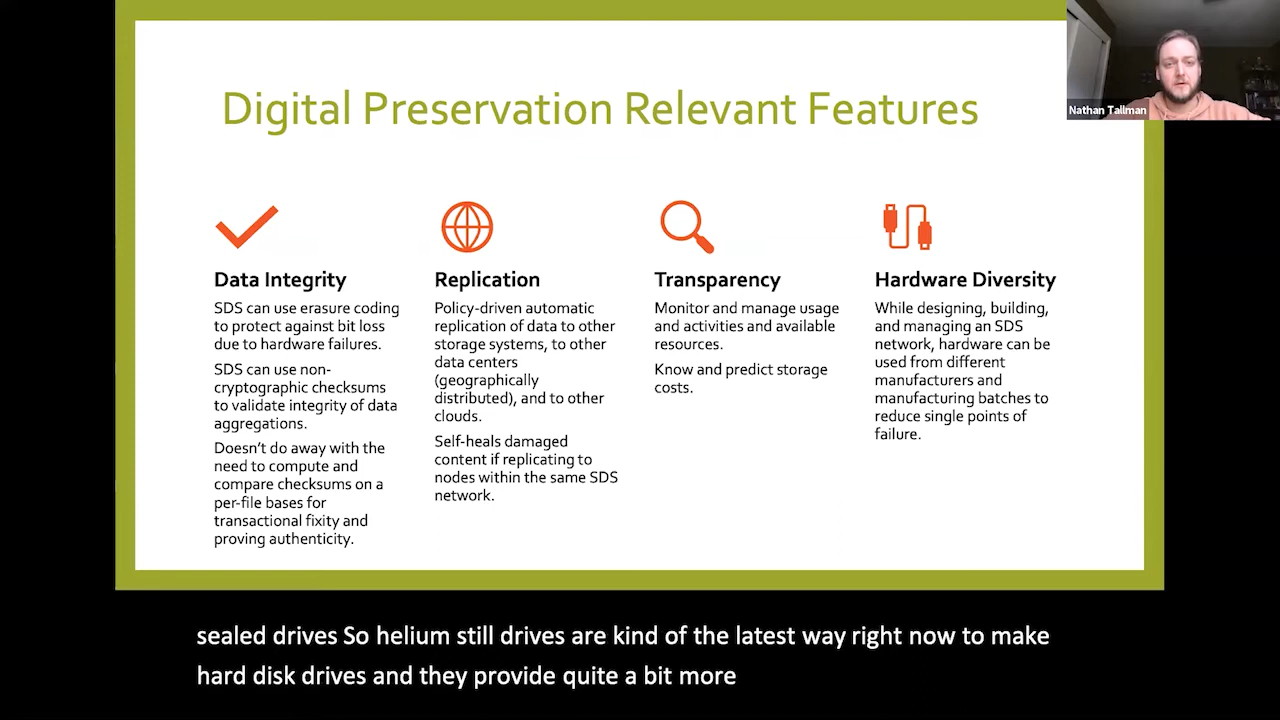 Digital Preservation Relevant Features
Nathan Tallman
Data Integrity
SDS can use erasure coding
to protect against bit loss
due to hardware failures.
SDS can use non-
cryptographic checksums
to validate integrity of data
aggregations.
Doesn't do away with the
need to compute and
compare checksums on a
per-file bases for
transactional fixity and
proving authenticity.
Replication
Policy-driven automatic
replication of data to other
storage systems, to other
data centers
(geographically
distributed), and to other
clouds.
Self-heals damaged
content if replicating to
nodes within the same SDS
network.
Transparency
Monitor and manage usage
and activities and available
resources.
Know and predict storage
costs.
Hardware Diversity
While designing, building,
and managing an SDS
network, hardware can be
used from different
manufacturers and
manufacturing batches to
reduce single points of
failure.
sealed drives So helium still drives are kind of the latest way right now to make
hard disk drives and they provide quite a bit more